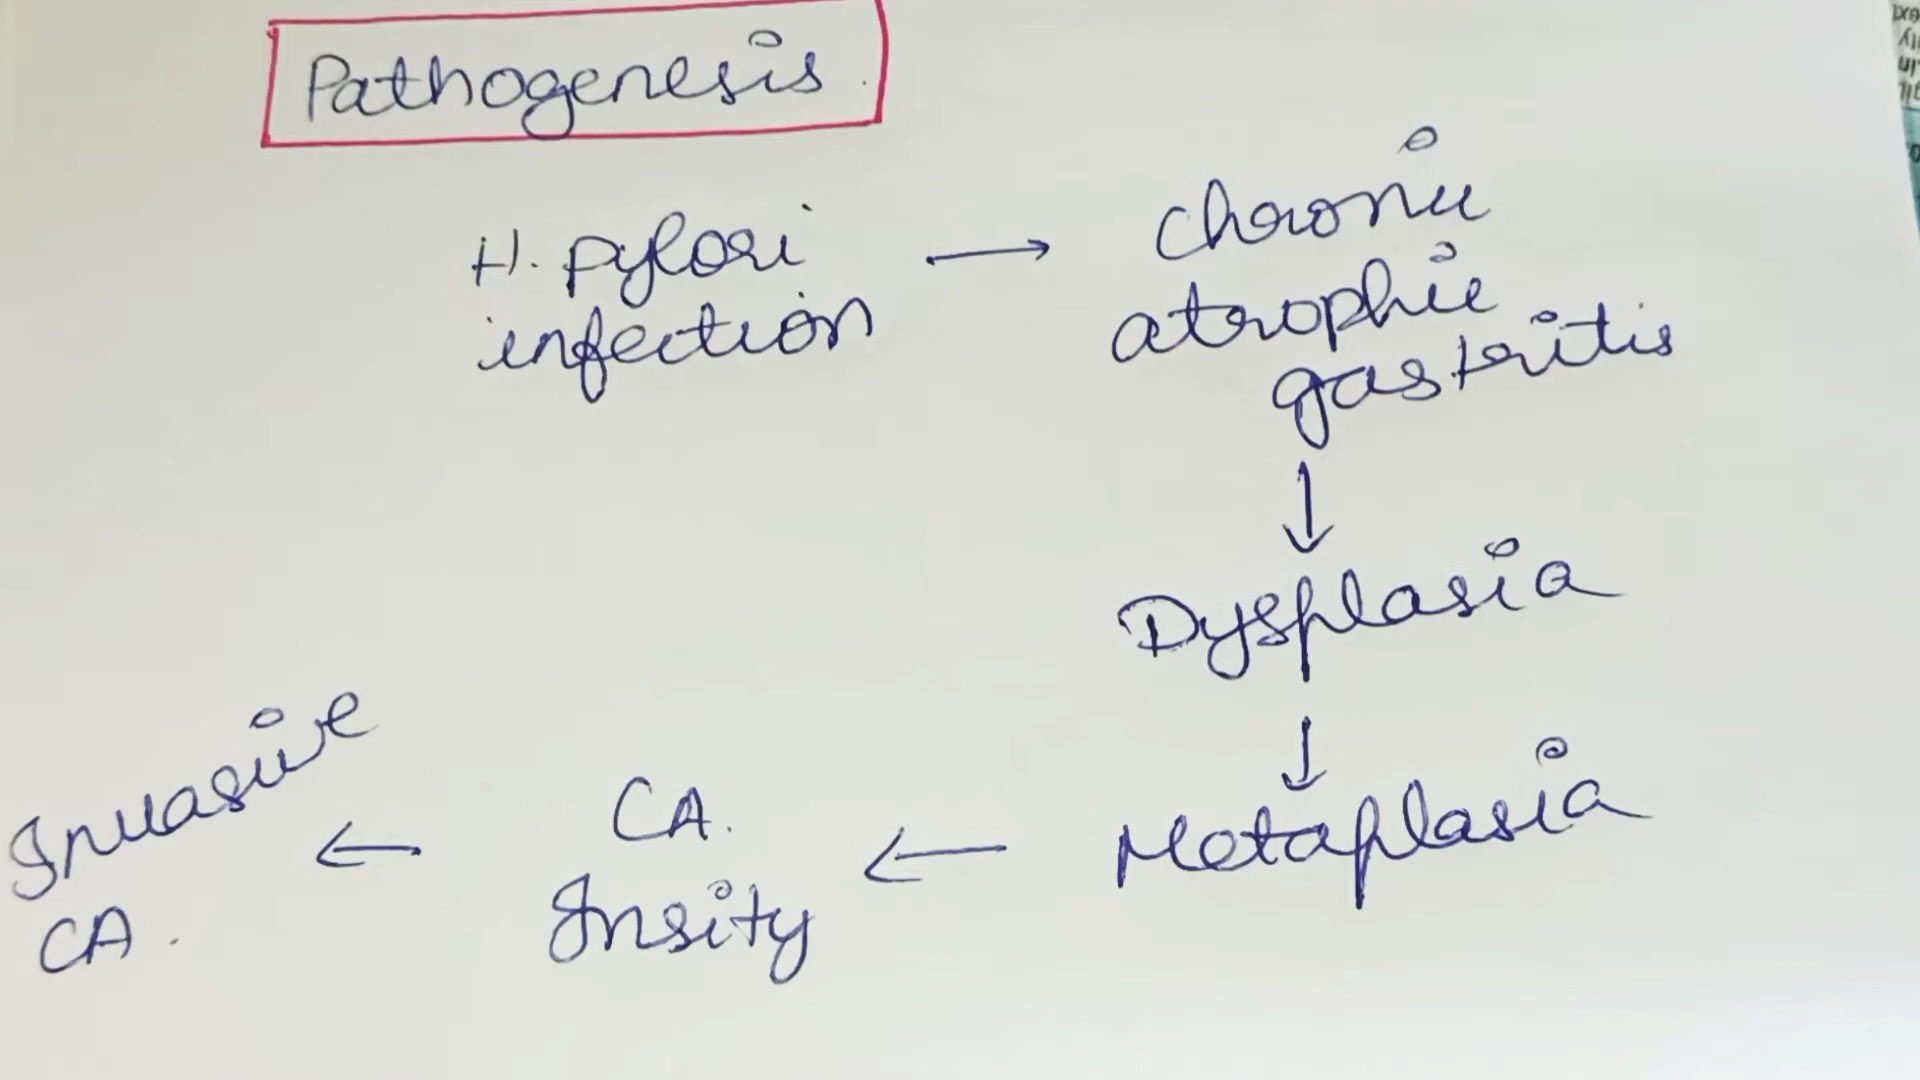 Pathogenesis
H. pylori
infection
chronic
atrophic
gastritis
Dysplasia
Metaplasia
CA.
Insity
Invasive
CA.